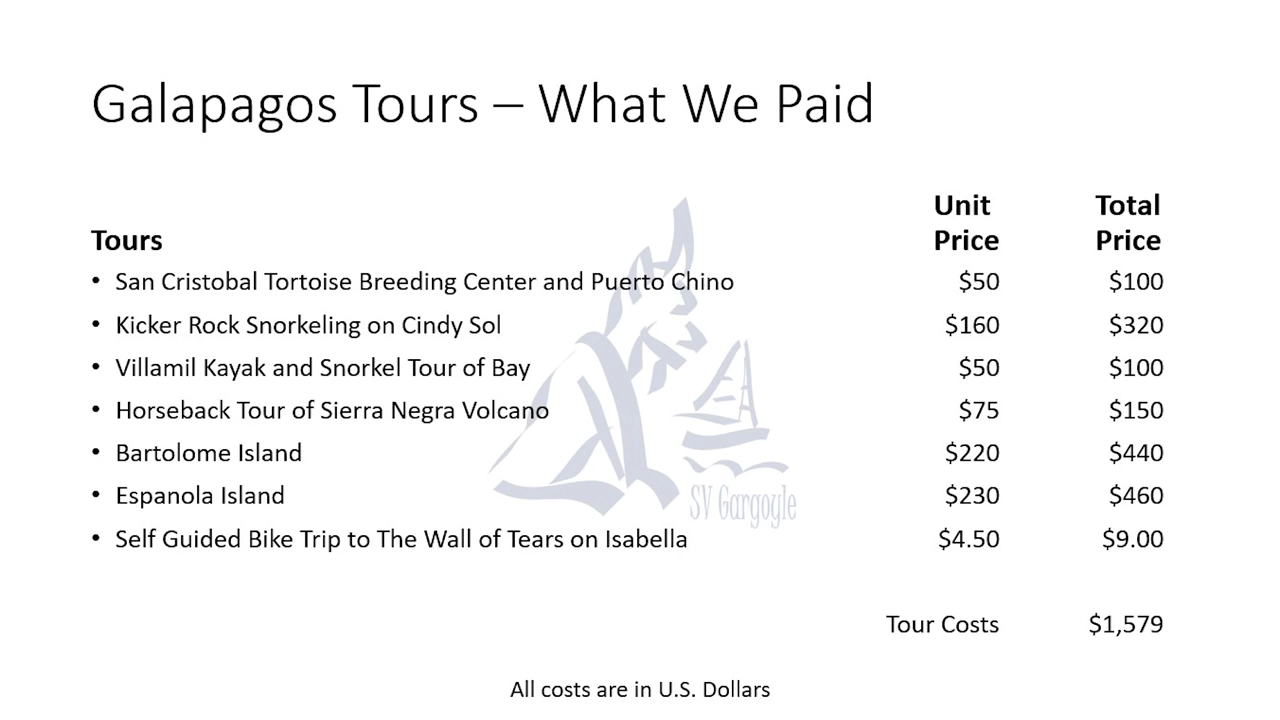 Galapagos Tours – What We Paid
Unit Total
Tours Price Price
• San Cristobal Tortoise Breeding Center and Puerto Chino $50 $100
• Kicker Rock Snorkeling on Cindy Sol $160 $320
• Villamil Kayak and Snorkel Tour of Bay $50 $100
• Horseback Tour of Sierra Negra Volcano $75 $150
• Bartolome Island $220 $440
• Espanola Island $230 $460
SV Gargoyle
• Self Guided Bike Trip to The Wall of Tears on Isabella $4.50 $9.00
Tour Costs $1,579
All costs are in U.S. Dollars